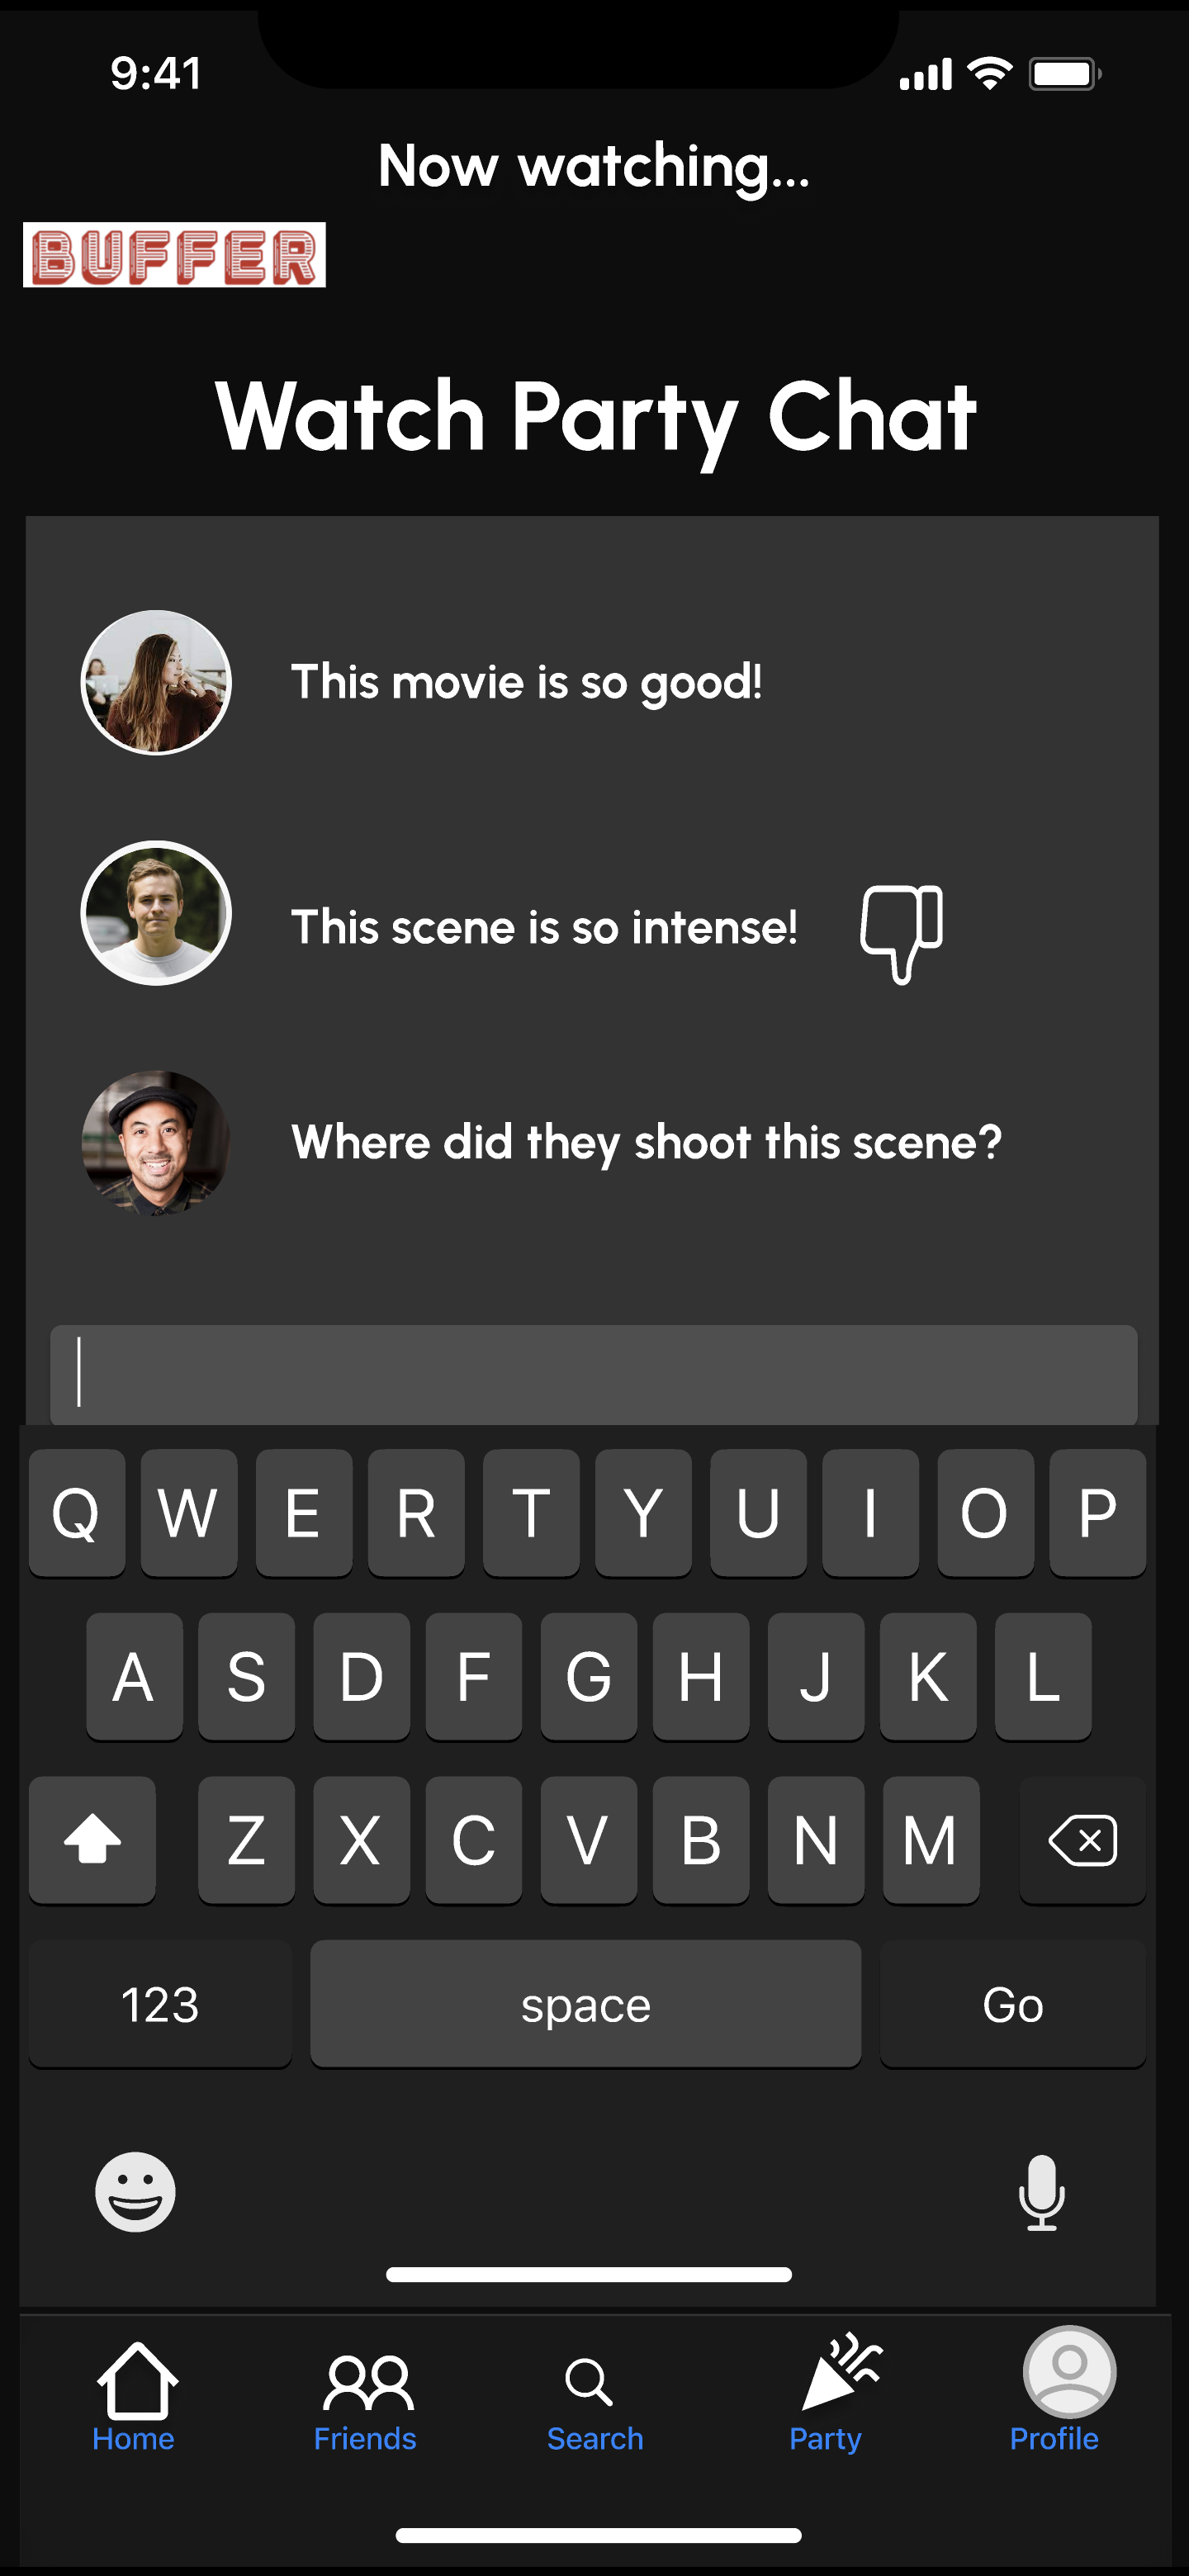 9:41
Now watching...
BUFFER
Watch Party Chat
This movie is so good!
This scene is so intense!
Where did they shoot this scene?
Q W E R T Y U I O P
A S D F G H J K L
Z X C V B N M
123 space Go
Home Friends Search Party Profile